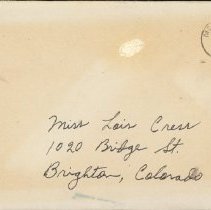 Miss Lois Cress
1020 Bridge St.
Brighton, Colorado